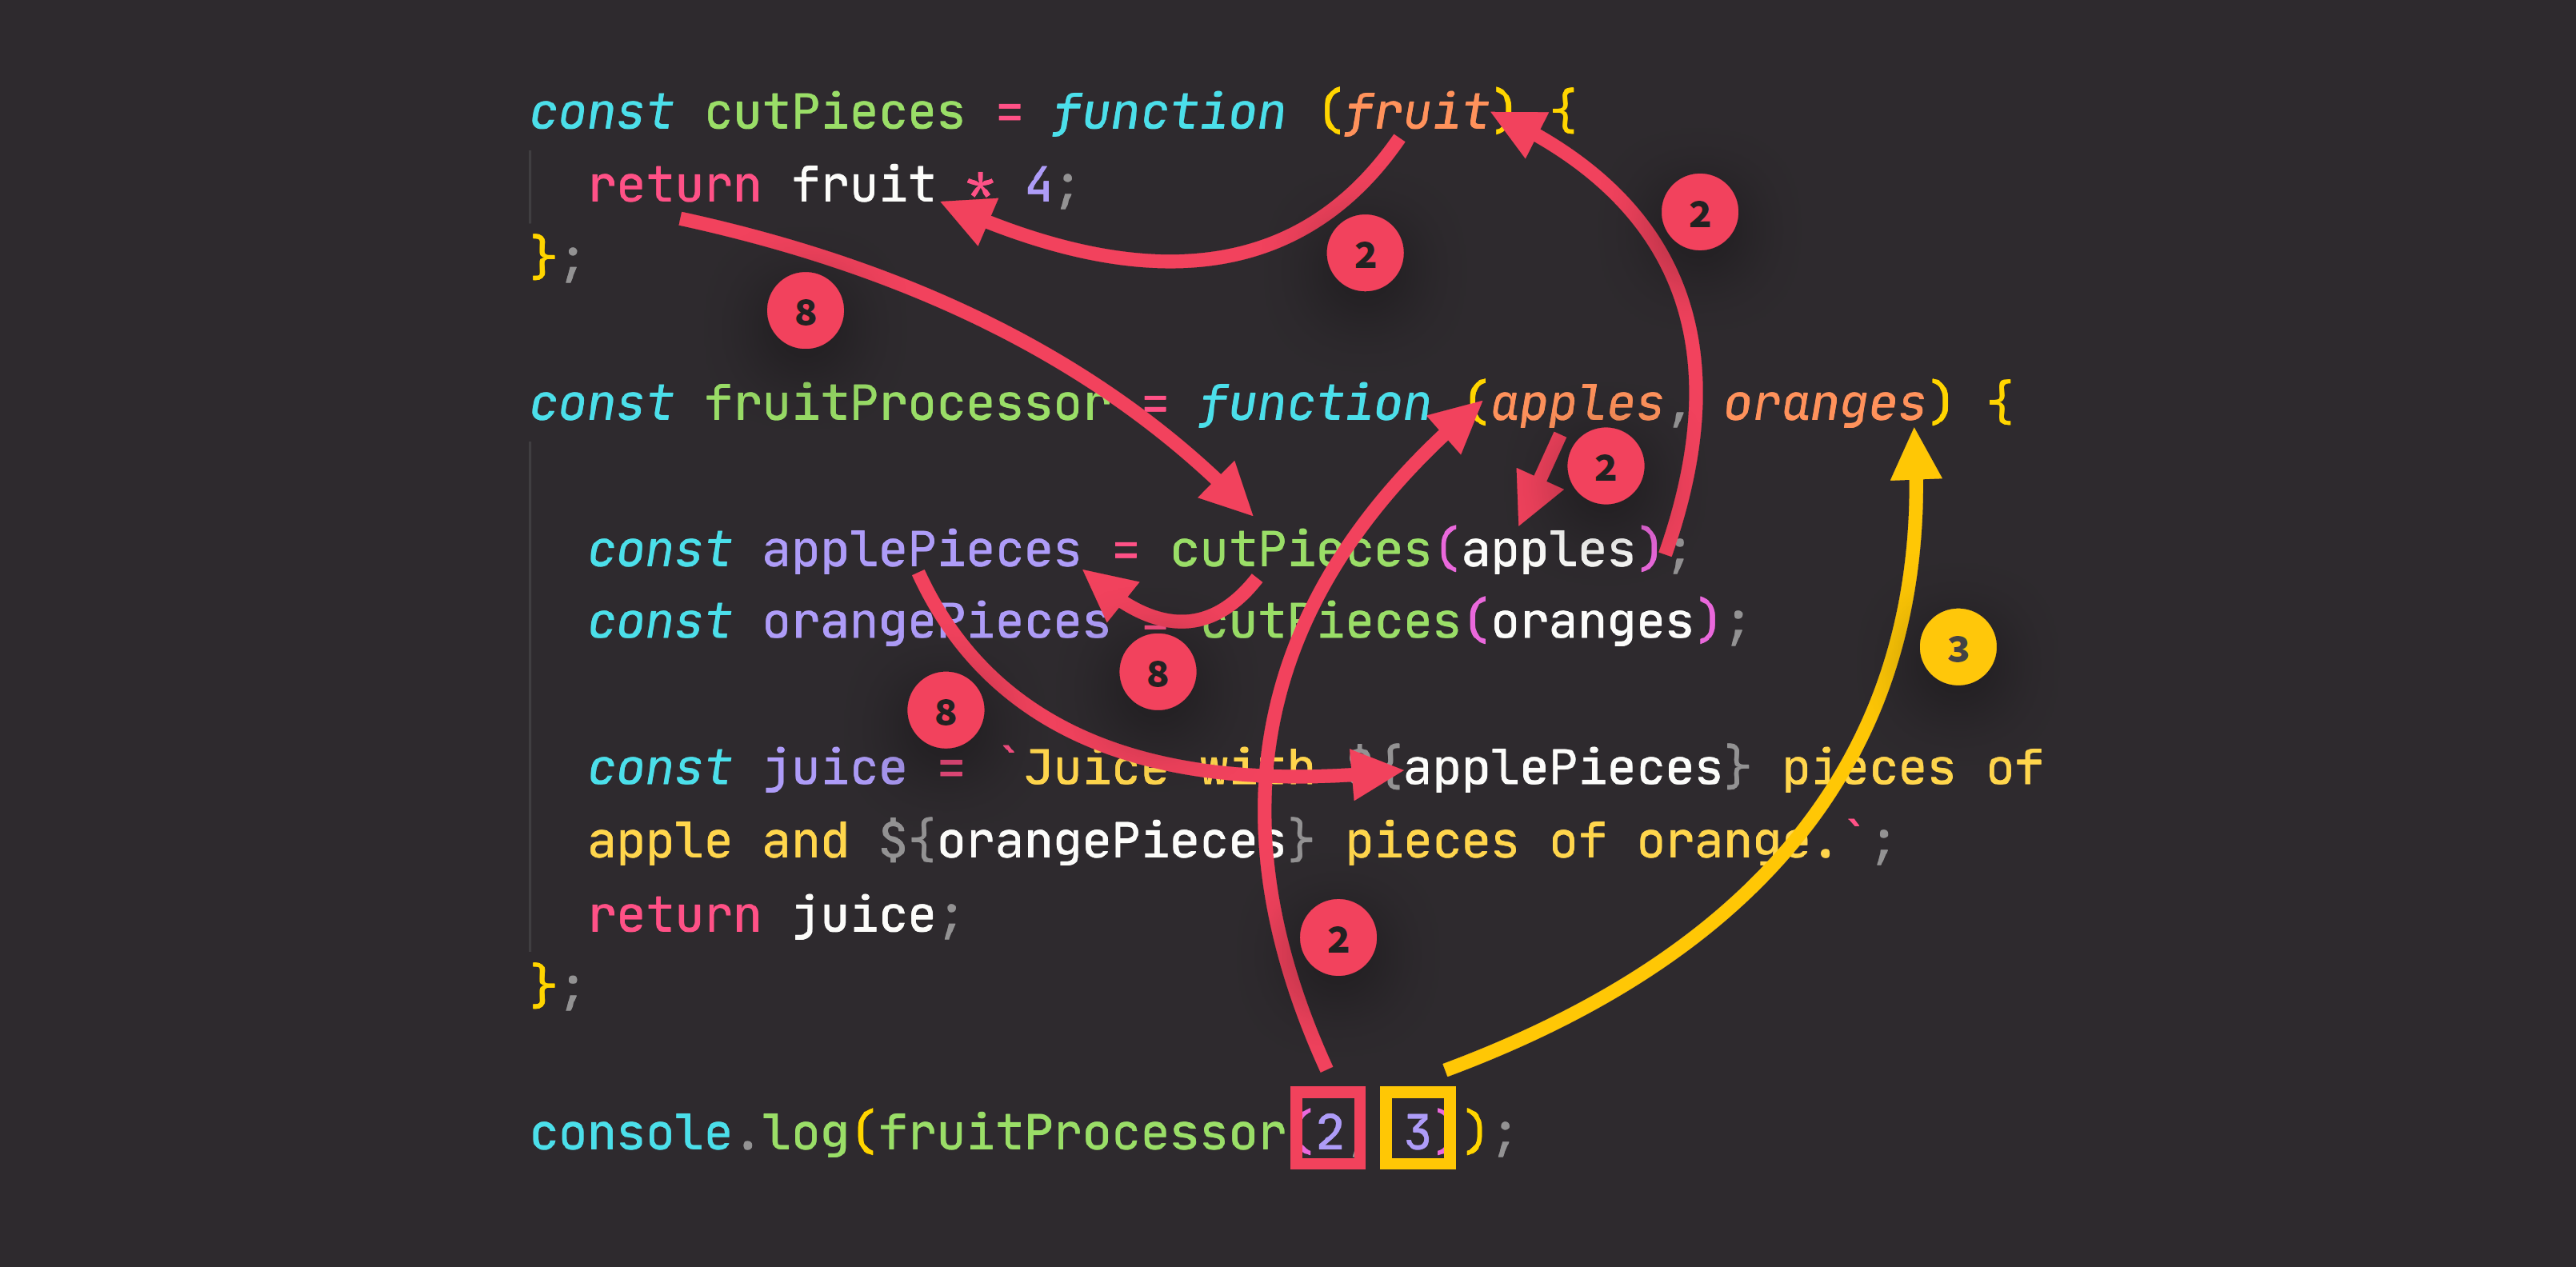 const cutPieces = function (fruit) {
return fruit * 4;
};
2
2
8
const fruitProcessor = function (apples, oranges) {
2
const applePieces = cutPieces(apples);
const orangePieces = cutPieces(oranges);
3
8
8
const juice = `Juice with ${applePieces} pieces of
apple and ${orangePieces} pieces of orange.`;
return juice;
2
};
console.log(fruitProcessor(2, 3));